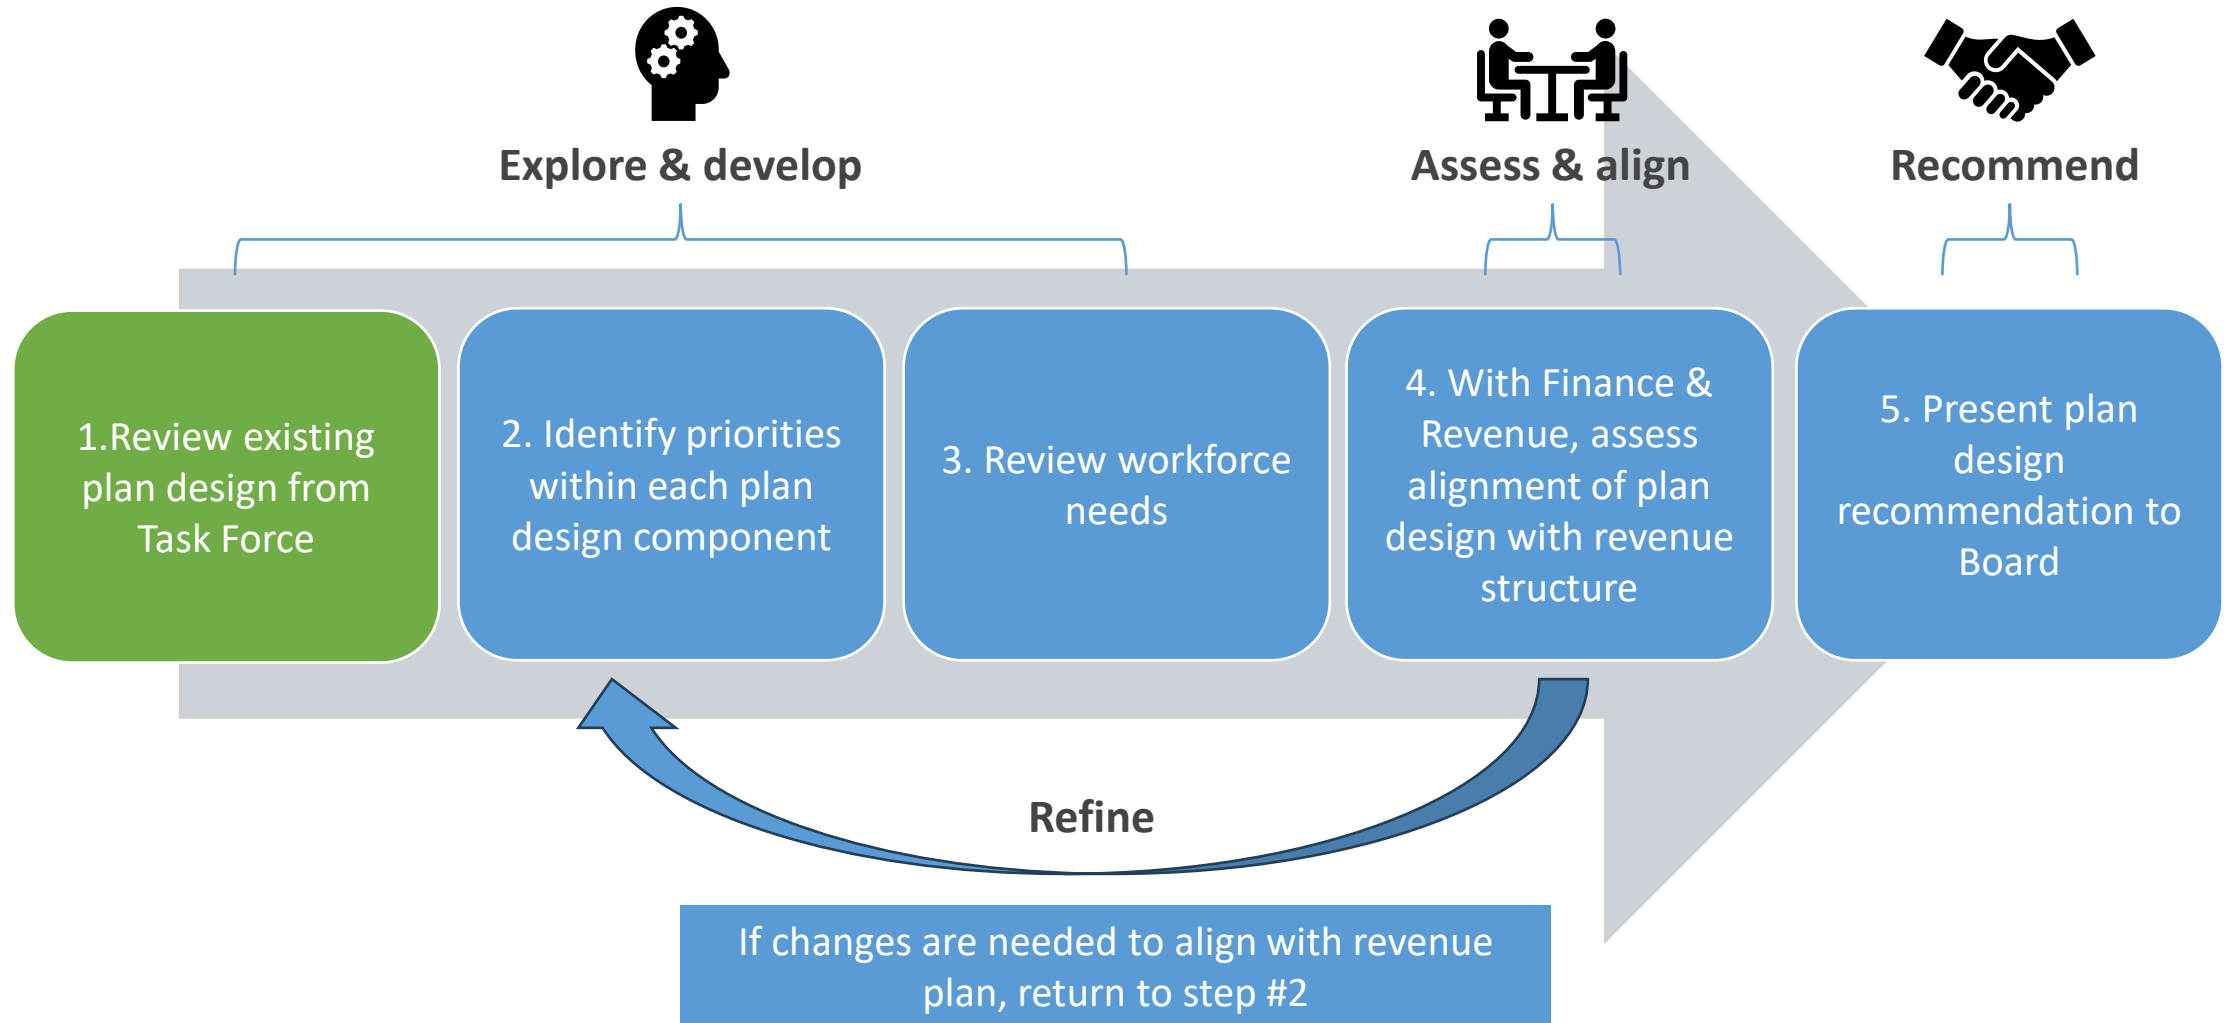 Explore & develop
Assess & align
Recommend
1.Review existing
plan design from
Task Force
2. Identify priorities
within each plan
design component
3. Review workforce
needs
4. With Finance &
Revenue, assess
alignment of plan
design with revenue
structure
5. Present plan
design
recommendation to
Board
Refine
If changes are needed to align with revenue
plan, return to step #2